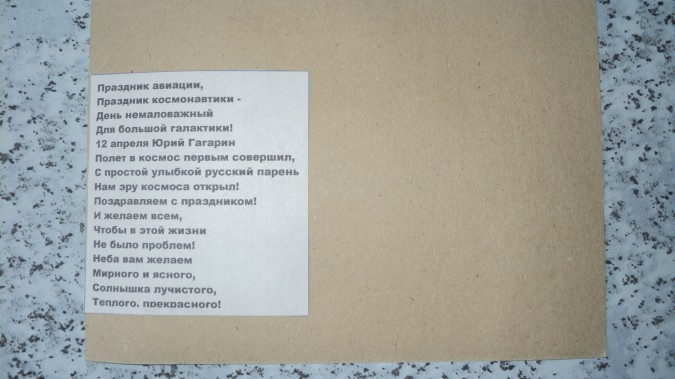 Праздник авиации,
Праздник космонавтики -
День немаловажный
Для большой галактики!
12 апреля Юрий Гагарин
Полет в космос первым совершил,
С простой улыбкой русский парень
Нам эру космоса открыл!
Поздравляем с праздником!
И желаем всем,
Чтобы в этой жизни
Не было проблем!
Неба вам желаем
Мирного и ясного,
Солнышка лучистого,
Теплого, прекрасного!